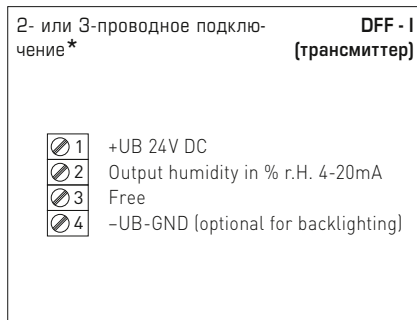 2- или 3-проводное подклю-
чение*
DFF - I
(трансмиттер)
1 +UB 24V DC
2 Output humidity in % r.H. 4-20mA
3 Free
4 –UB-GND (optional for backlighting)